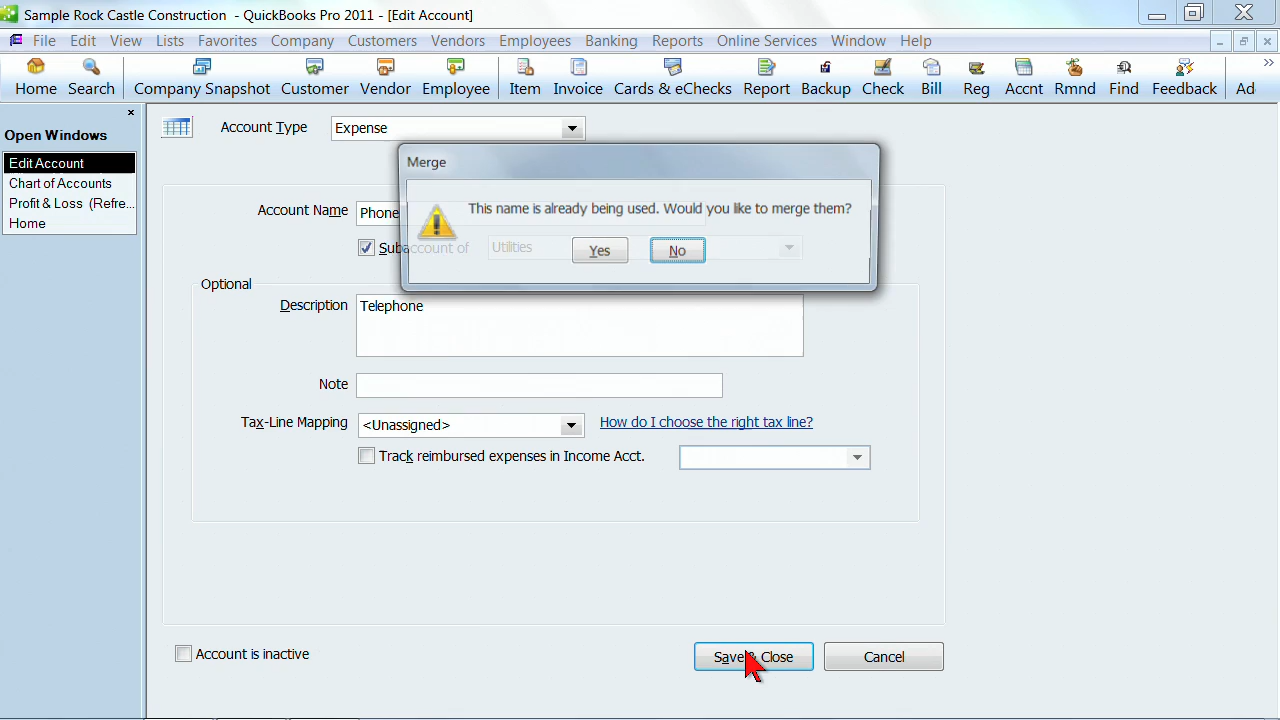 Sample Rock Castle Construction - QuickBooks Pro 2011 - [Edit Account]
File Edit View Lists Favorites Company Customers Vendors Employees Banking Reports Online Services Window Help
Home Search Company Snapshot Customer Vendor Employee Item Invoice Cards & eChecks Report Backup Check Bill Reg Accnt Rmnd Find Feedback Ad
Open Windows
Edit Account
Chart of Accounts
Profit & Loss (Refre...
Home
Account Type Expense
Merge
This name is already being used. Would you like to merge them?
Yes No
Account Name Phone
Subaccount of Utilities
Optional
Description Telephone
Note
Tax-Line Mapping <Unassigned> How do I choose the right tax line?
Track reimbursed expenses in Income Acct.
Account is inactive
Save & Close Cancel